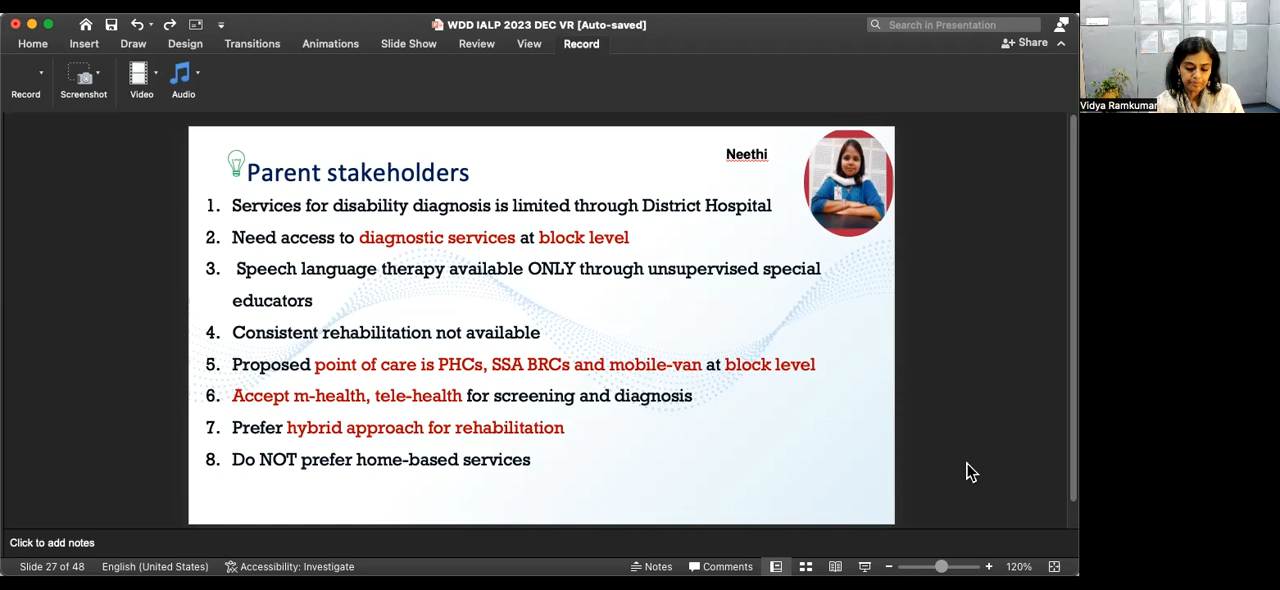 WDD IALP 2023 DEC VR [Auto-saved]
Search in Presentation
Home Insert Draw Design Transitions Animations Slide Show Review View Record
Share
Record Screenshot Video Audio
Vidya Ramkumar
Neethi
Parent stakeholders
1. Services for disability diagnosis is limited through District Hospital
2. Need access to diagnostic services at block level
3. Speech language therapy available ONLY through unsupervised special
educators
4. Consistent rehabilitation not available
5. Proposed point of care is PHCs, SSA BRCs and mobile-van at block level
6. Accept m-health, tele-health for screening and diagnosis
7. Prefer hybrid approach for rehabilitation
8. Do NOT prefer home-based services
Click to add notes
Slide 27 of 48 English (United States) Accessibility: Investigate Notes Comments 120%